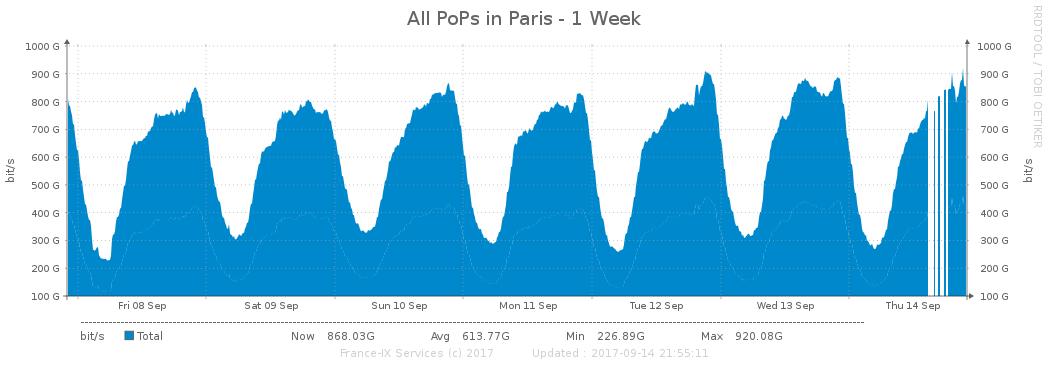 All PoPs in Paris - 1 Week
RRDTOOL / TOBI OETIKER
1000 G 1000 G
900 G 900 G
800 G 800 G
700 G 700 G
600 G 600 G
500 G 500 G
400 G 400 G
300 G 300 G
200 G 200 G
100 G 100 G
bit/s bit/s
Fri 08 Sep Sat 09 Sep Sun 10 Sep Mon 11 Sep Tue 12 Sep Wed 13 Sep Thu 14 Sep
bit/s Total Now 868.03G Avg 613.77G Min 226.89G Max 920.08G
France-IX Services (c) 2017 Updated : 2017-09-14 21:55:11